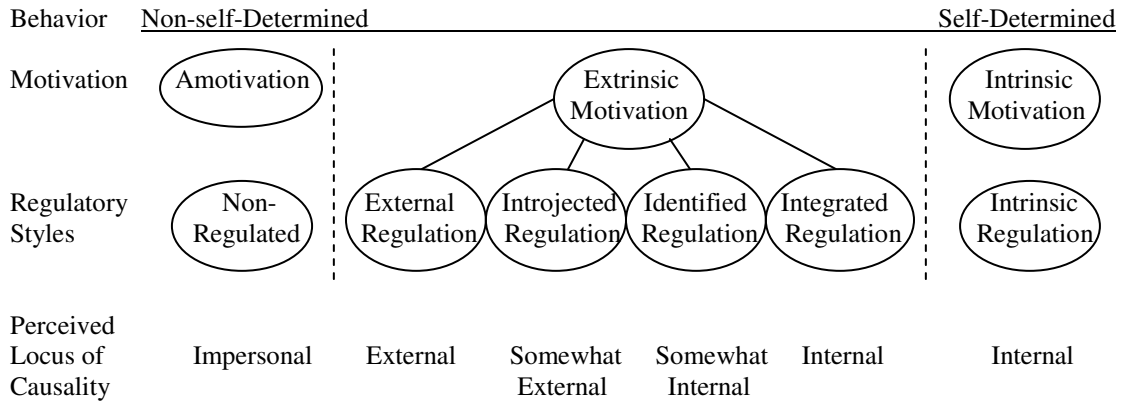 Behavior Non-self-Determined Self-Determined
Motivation Amotivation Extrinsic Motivation Intrinsic Motivation
Regulatory Styles Non-Regulated External Regulation Introjected Regulation Identified Regulation Integrated Regulation Intrinsic Regulation
Perceived Locus of Causality Impersonal External Somewhat External Somewhat Internal Internal Internal